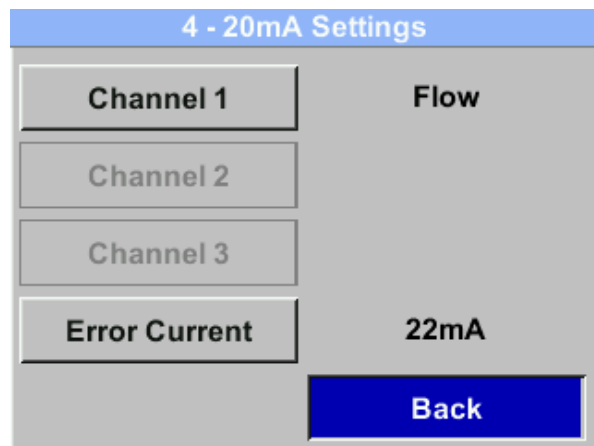 4 - 20mA Settings
Channel 1 Flow
Channel 2
Channel 3
Error Current 22mA
Back